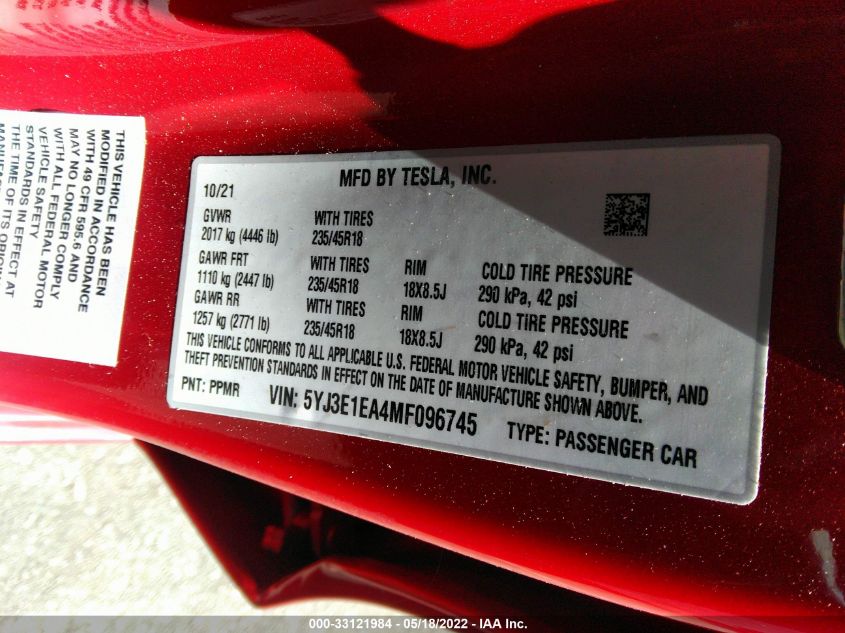 THIS VEHICLE HAS BEEN
MODIFIED IN ACCORDANCE
WITH 49 CFR 595.6 AND
MAY NO LONGER COMPLY
WITH ALL FEDERAL MOTOR
VEHICLE SAFETY
STANDARDS IN EFFECT AT
THE TIME OF ITS ORIGINAL
MFD BY TESLA, INC.
10/21
GVWR WITH TIRES
2017 kg (4446 lb) 235/45R18
GAWR FRT WITH TIRES RIM COLD TIRE PRESSURE
1110 kg (2447 lb) 235/45R18 18X8.5J 290 kPa, 42 psi
GAWR RR WITH TIRES RIM COLD TIRE PRESSURE
1257 kg (2771 lb) 235/45R18 18X8.5J 290 kPa, 42 psi
THIS VEHICLE CONFORMS TO ALL APPLICABLE U.S. FEDERAL MOTOR VEHICLE SAFETY, BUMPER, AND
THEFT PREVENTION STANDARDS IN EFFECT ON THE DATE OF MANUFACTURE SHOWN ABOVE.
PNT: PPMR VIN: 5YJ3E1EA4MF096745 TYPE: PASSENGER CAR
000-33121984 - 05/18/2022 - IAA Inc.